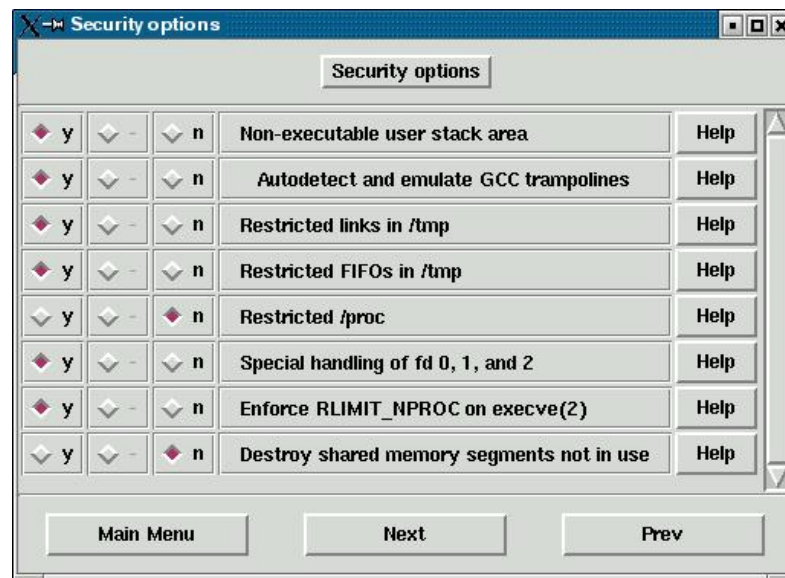 Security options
Security options
y - n Non-executable user stack area Help
y - n Autodetect and emulate GCC trampolines Help
y - n Restricted links in /tmp Help
y - n Restricted FIFOs in /tmp Help
y - n Restricted /proc Help
y - n Special handling of fd 0, 1, and 2 Help
y - n Enforce RLIMIT_NPROC on execve(2) Help
y - n Destroy shared memory segments not in use Help
Main Menu Next Prev